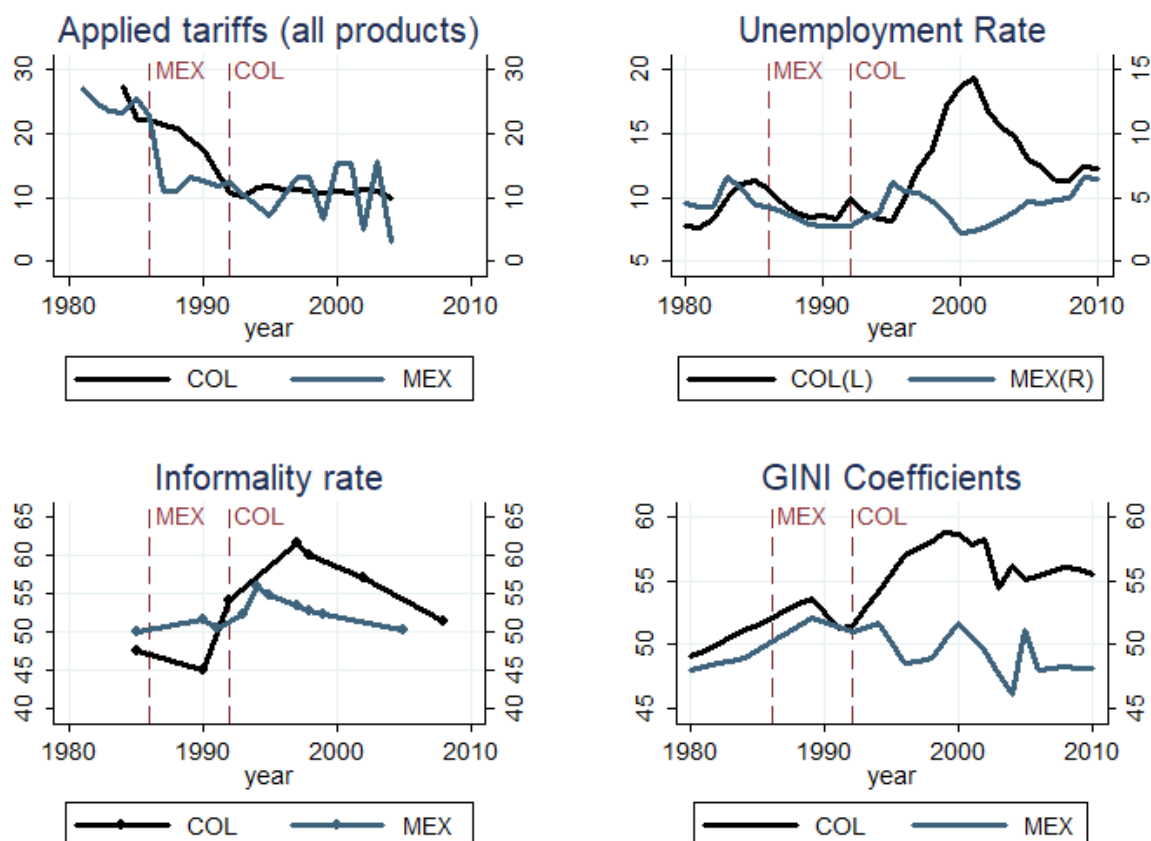 Applied tariffs (all products)
MEX COL
30 30
20 20
10 10
0 0
1980 1990 2000 2010
year
COL MEX
Unemployment Rate
MEX COL
20 15
15 10
10 5
5 0
1980 1990 2000 2010
year
COL(L) MEX(R)
Informality rate
MEX COL
65 65
60 60
55 55
50 50
45 45
40 40
1980 1990 2000 2010
year
COL MEX
GINI Coefficients
MEX COL
60 60
55 55
50 50
45 45
1980 1990 2000 2010
year
COL MEX